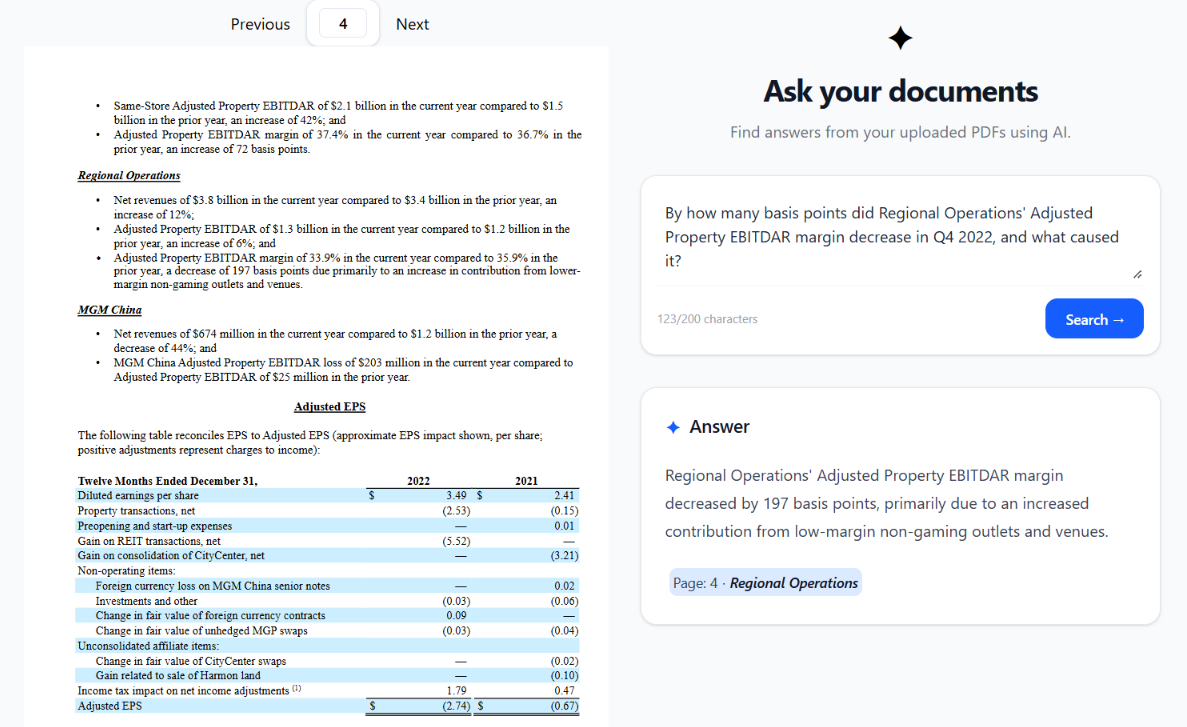 Previous 4 Next
• Same-Store Adjusted Property EBITDAR of $2.1 billion in the current year compared to $1.5
billion in the prior year, an increase of 42%; and
• Adjusted Property EBITDAR margin of 37.4% in the current year compared to 36.7% in the
prior year, an increase of 72 basis points.
Regional Operations
• Net revenues of $3.8 billion in the current year compared to $3.4 billion in the prior year, an
increase of 12%;
• Adjusted Property EBITDAR of $1.3 billion in the current year compared to $1.2 billion in the
prior year, an increase of 6%; and
• Adjusted Property EBITDAR margin of 33.9% in the current year compared to 35.9% in the
prior year, a decrease of 197 basis points due primarily to an increase in contribution from lower-
margin non-gaming outlets and venues.
MGM China
• Net revenues of $674 million in the current year compared to $1.2 billion in the prior year, a
decrease of 44%; and
• MGM China Adjusted Property EBITDAR loss of $203 million in the current year compared to
Adjusted Property EBITDAR of $25 million in the prior year.
Adjusted EPS
The following table reconciles EPS to Adjusted EPS (approximate EPS impact shown, per share;
positive adjustments represent charges to income):
Twelve Months Ended December 31, 2022 2021
Diluted earnings per share $ 3.49 $ 2.41
Property transactions, net (2.53) (0.15)
Preopening and start-up expenses — 0.01
Gain on REIT transactions, net (5.52) —
Gain on consolidation of CityCenter, net — (3.21)
Non-operating items:
Foreign currency loss on MGM China senior notes — 0.02
Investments and other (0.03) (0.06)
Change in fair value of foreign currency contracts 0.09 —
Change in fair value of unhedged MGP swaps (0.03) (0.04)
Unconsolidated affiliate items:
Change in fair value of CityCenter swaps — (0.02)
Gain related to sale of Harmon land — (0.10)
Income tax impact on net income adjustments (1) 1.79 0.47
Adjusted EPS $ (2.74) $ (0.67)
Ask your documents
Find answers from your uploaded PDFs using AI.
By how many basis points did Regional Operations' Adjusted
Property EBITDAR margin decrease in Q4 2022, and what caused
it?
123/200 characters
Search →
Answer
Regional Operations' Adjusted Property EBITDAR margin
decreased by 197 basis points, primarily due to an increased
contribution from low-margin non-gaming outlets and venues.
Page: 4 · Regional Operations